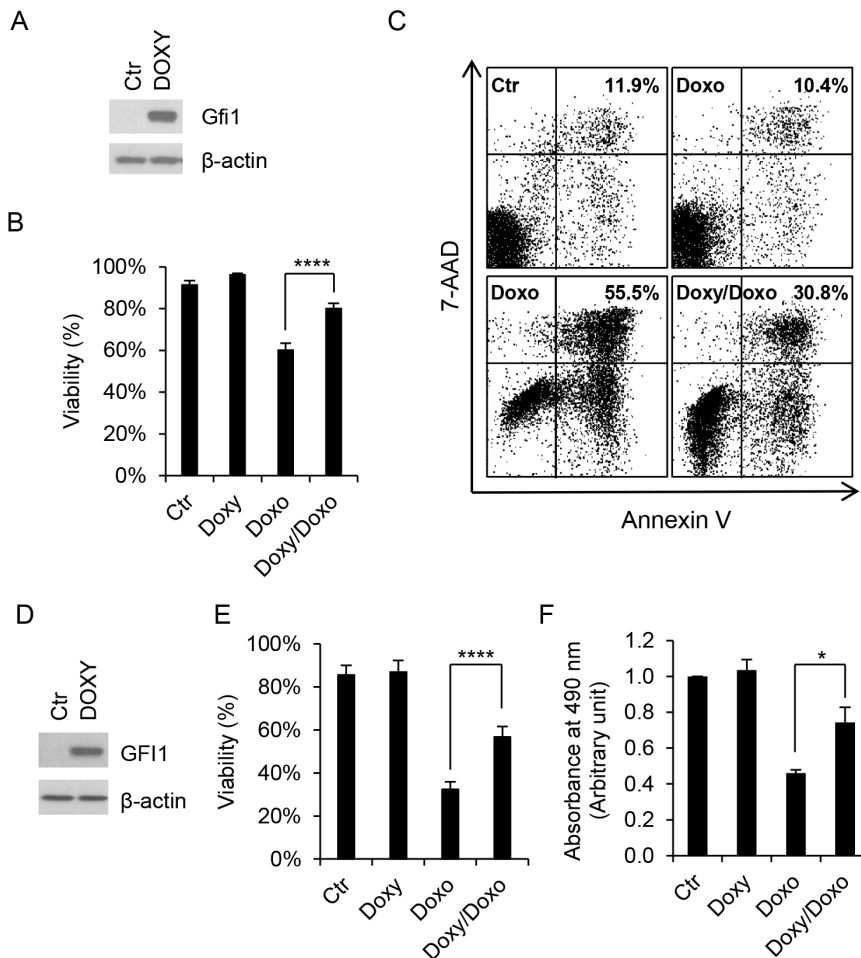 A
Ctr
DOXY
Gfi1
β-actin
B
100%
80%
60%
40%
20%
0%
Viability (%)
****
Ctr
Doxy
Doxo
Doxy/Doxo
C
Ctr 11.9%
Doxo 10.4%
Doxo 55.5%
Doxy/Doxo 30.8%
7-AAD
Annexin V
D
Ctr
DOXY
GFI1
β-actin
E
100%
80%
60%
40%
20%
0%
Viability (%)
****
Ctr
Doxy
Doxo
Doxy/Doxo
F
1.2
1.0
0.8
0.6
0.4
0.2
0.0
Absorbance at 490 nm
(Arbitrary unit)
*
Ctr
Doxy
Doxo
Doxy/Doxo